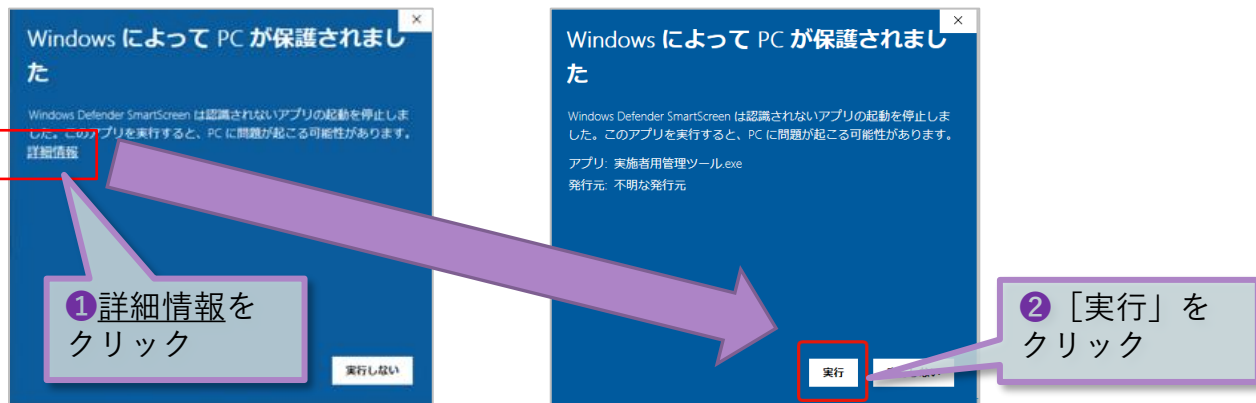 Windows によって PC が保護されまし
た
Windows Defender SmartScreen は認識されないアプリの起動を停止しま
した。このアプリを実行すると、PC に問題が起こる可能性があります。
詳細情報
❶詳細情報を
クリック
実行しない
Windows によって PC が保護されまし
た
Windows Defender SmartScreen は認識されないアプリの起動を停止しま
した。このアプリを実行すると、PC に問題が起こる可能性があります。
アプリ: 実施者用管理ツール.exe
発行元: 不明な発行元
実行
❷「実行」を
クリック